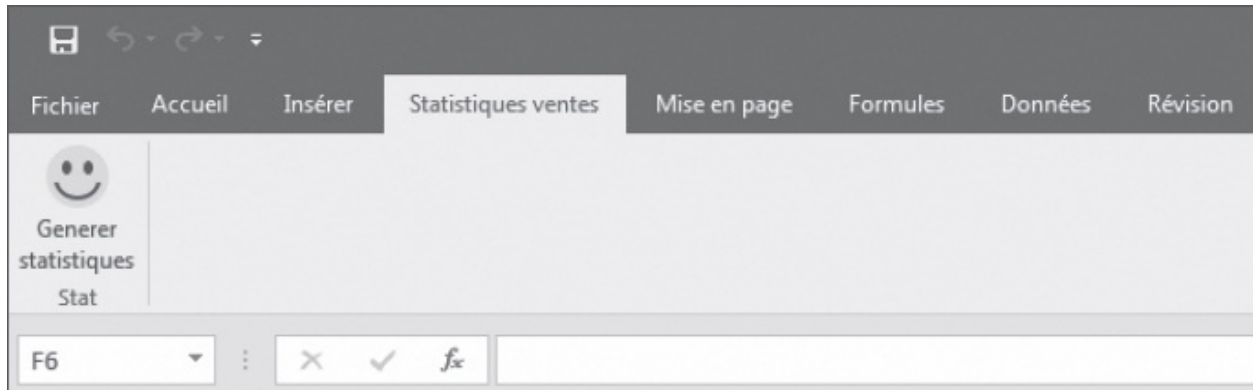 Fichier Accueil Insérer Statistiques ventes Mise en page Formules Données Révision
Generer
statistiques
Stat
F6 fx